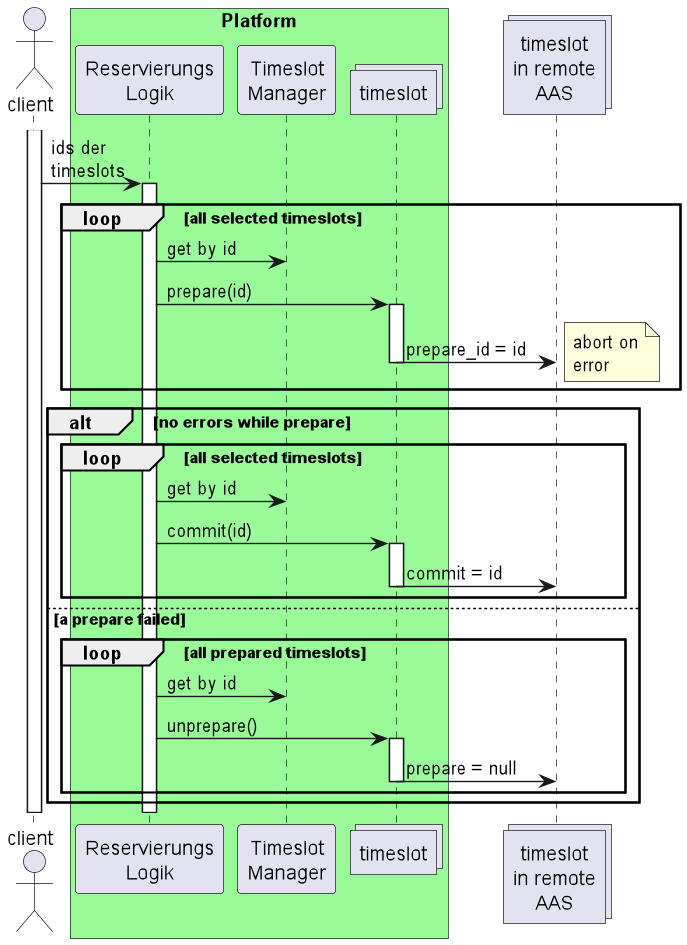 Platform
client
Reservierungs
Logik
Timeslot
Manager
timeslot
timeslot
in remote
AAS
ids der
timeslots
loop [all selected timeslots]
get by id
prepare(id)
prepare_id = id
abort on
error
alt [no errors while prepare]
loop [all selected timeslots]
get by id
commit(id)
commit = id
[a prepare failed]
loop [all prepared timeslots]
get by id
unprepare()
prepare = null
client
Reservierungs
Logik
Timeslot
Manager
timeslot
timeslot
in remote
AAS